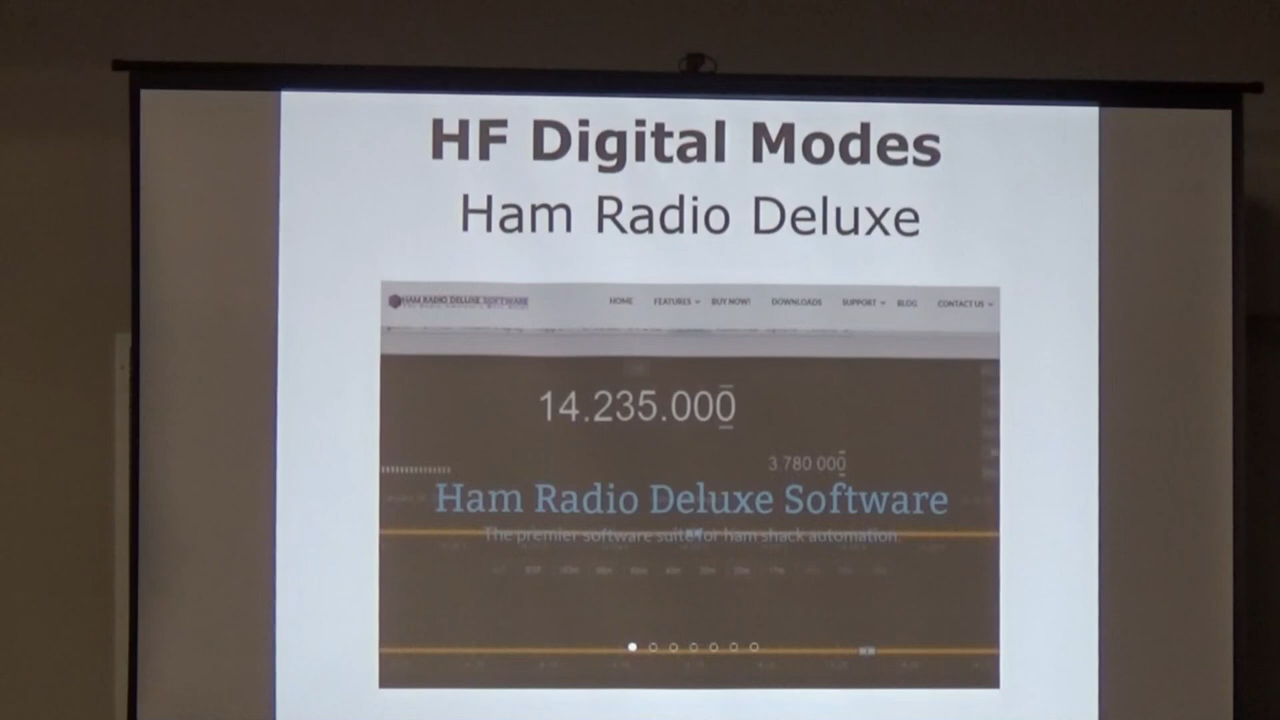 HF Digital Modes
Ham Radio Deluxe
HAM RADIO DELUXE SOFTWARE
HOME FEATURES BUY NOW! DOWNLOADS SUPPORT BLOG CONTACT US
14.235.000
3 780 000
Ham Radio Deluxe Software
The premier software suite for ham shack automation.